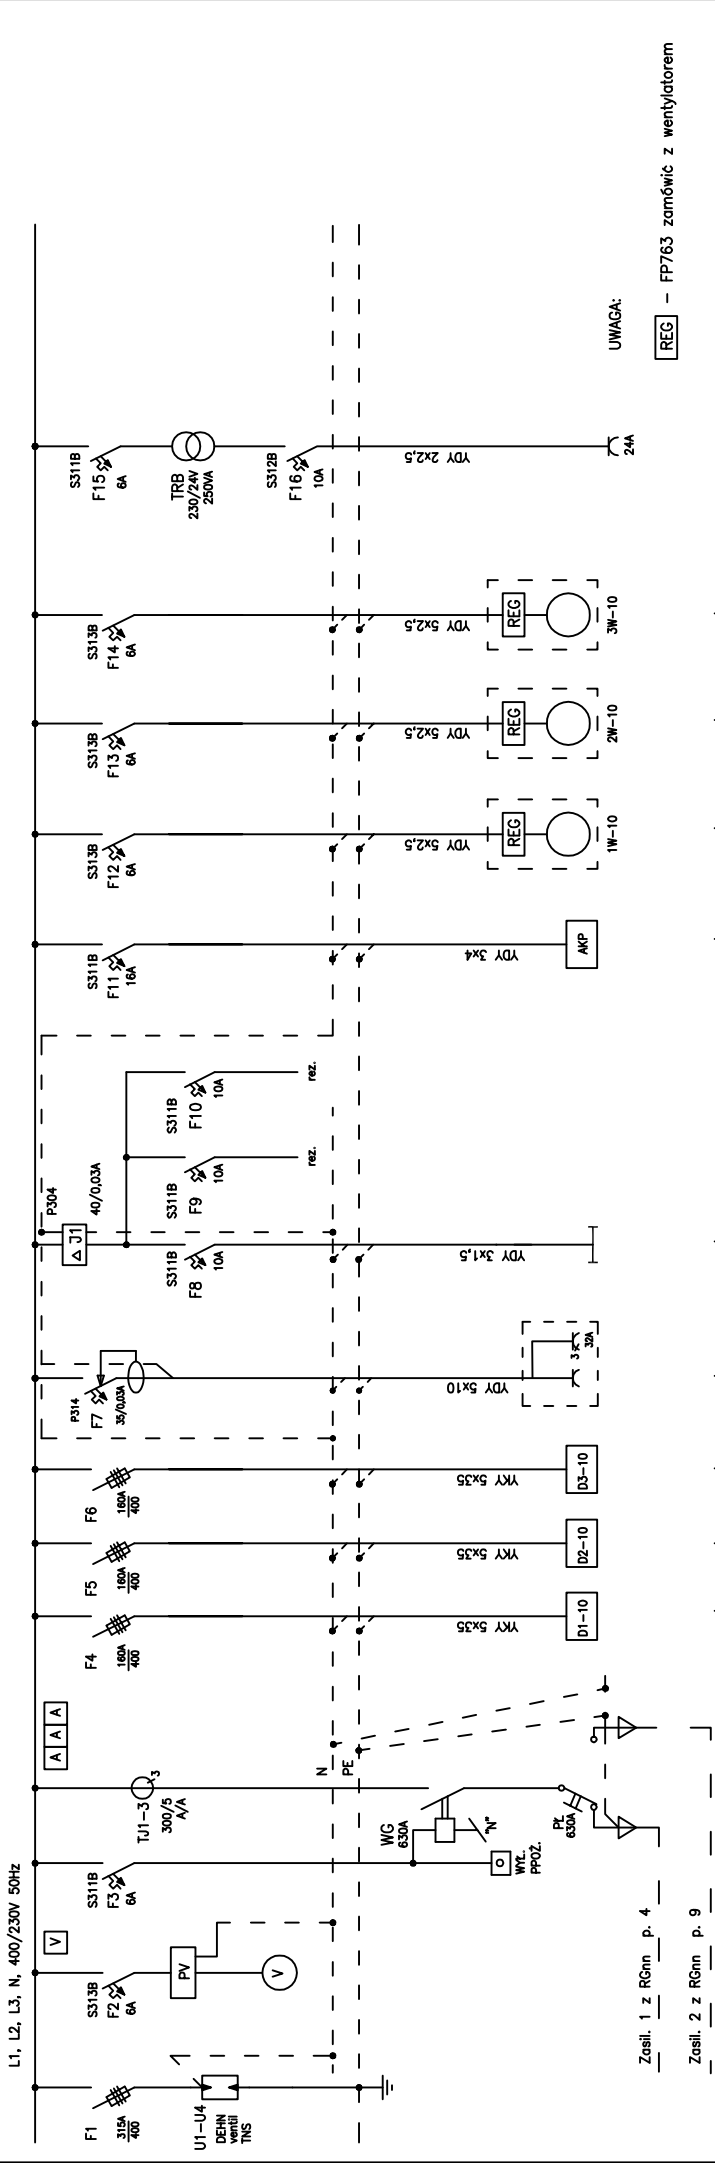 L1, L2, L3, N, 400/230V 50Hz
F1
315A
400
U1-U4
DEHN
ventil
TNS
S313B
F2
6A
V
PV
V
S311B
F3
6A
WYŁ.
PPOŻ.
TJ1-3
300/5
A/A
3
A A A
WG
630A
"N"
PŁ
630A
N
PE
Zasil. 1 z RGnn p. 4
Zasil. 2 z RGnn p. 9
F4
160A
400
YKY 5x35
D1-10
F5
160A
400
YKY 5x35
D2-10
F6
160A
400
YKY 5x35
D3-10
P314
F7
35/0,03A
YDY 5x10
3
32A
P304
J1
40/0,03A
S311B
F8
10A
YDY 3x1,5
S311B
F9
10A
rez.
S311B
F10
10A
rez.
S311B
F11
16A
YDY 3x4
AKP
S313B
F12
6A
YDY 5x2,5
REG
1W-10
S313B
F13
6A
YDY 5x2,5
REG
2W-10
S313B
F14
6A
YDY 5x2,5
REG
3W-10
S311B
F15
6A
TRB
230/24V
250VA
S312B
F16
10A
YDY 2x2,5
24A
UWAGA:
REG - FP763 zamówić z wentylatorem